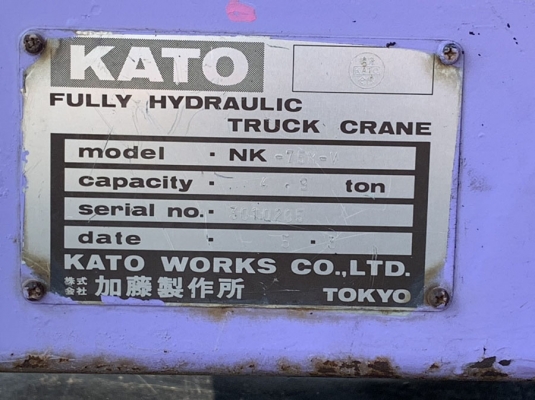 KATO
FULLY HYDRAULIC
TRUCK CRANE
model · NK
capacity · ton
serial no. ·
date ·
KATO WORKS CO.,LTD.
株式会社 加藤製作所 TOKYO